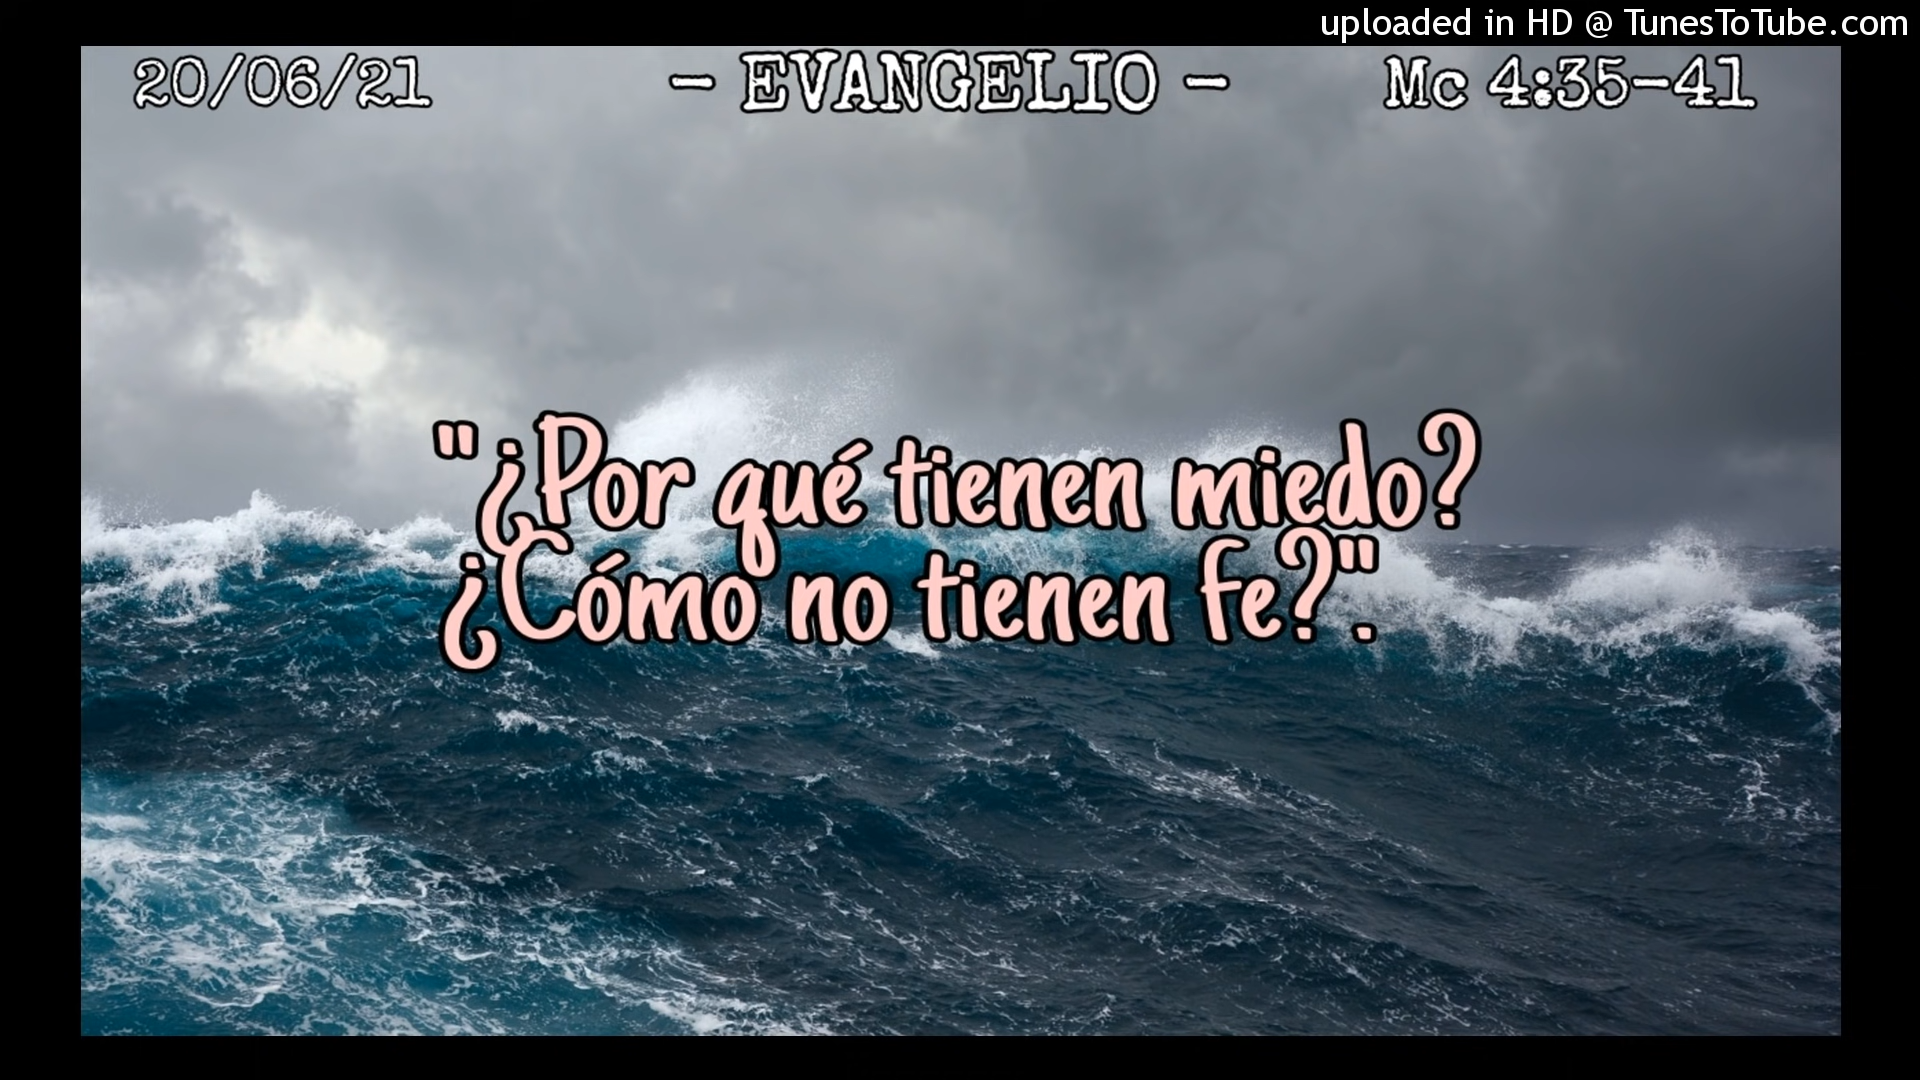 uploaded in HD @ TunesToTube.com
20/06/21 - EVANGELIO - Mc 4:35-41
"¿Por qué tienen miedo?
¿Cómo no tienen fe?".